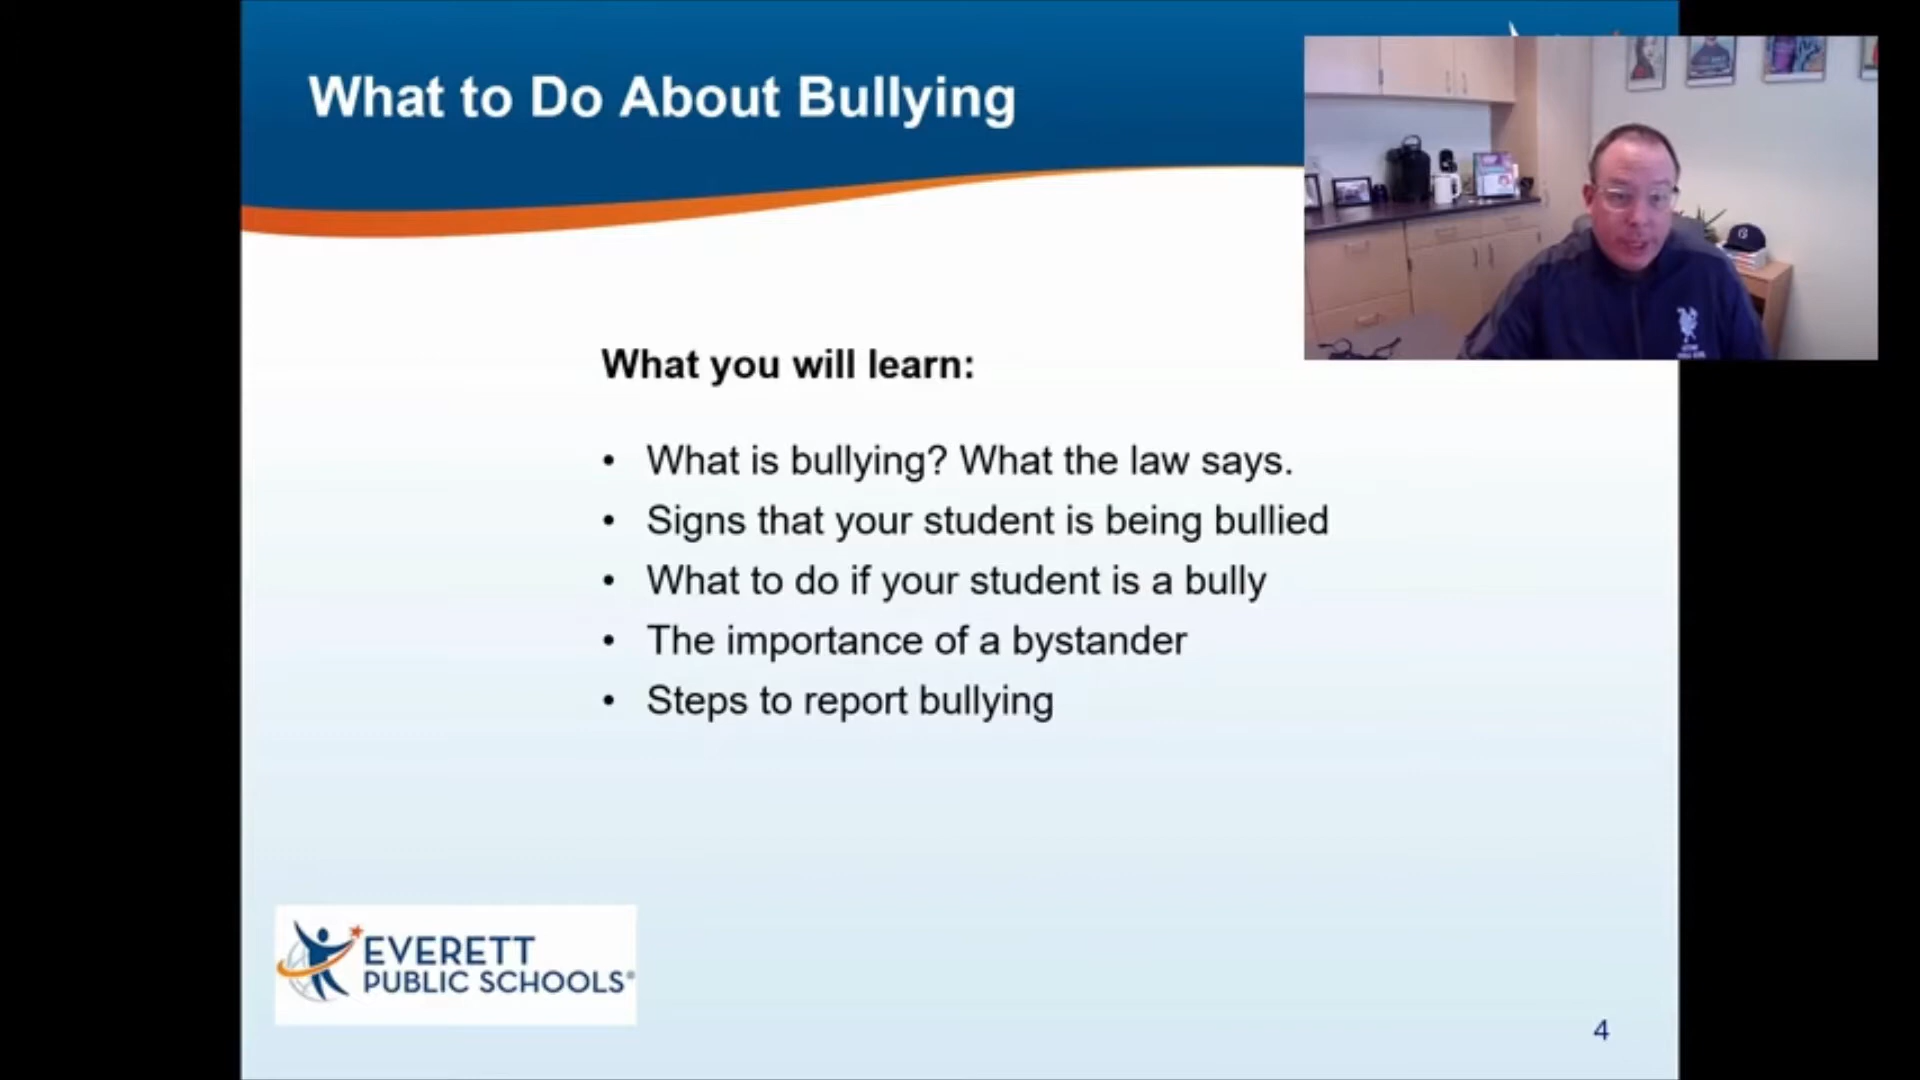 What to Do About Bullying
What you will learn:
• What is bullying? What the law says.
• Signs that your student is being bullied
• What to do if your student is a bully
• The importance of a bystander
• Steps to report bullying
EVERETT
PUBLIC SCHOOLS®
4